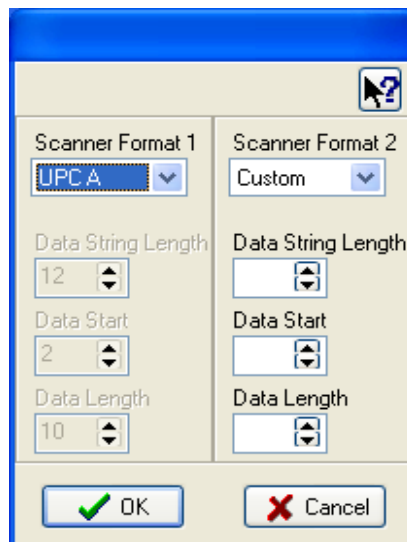 ?
Scanner Format 1
UPC A
Data String Length
12
Data Start
2
Data Length
10
Scanner Format 2
Custom
Data String Length
Data Start
Data Length
OK
Cancel